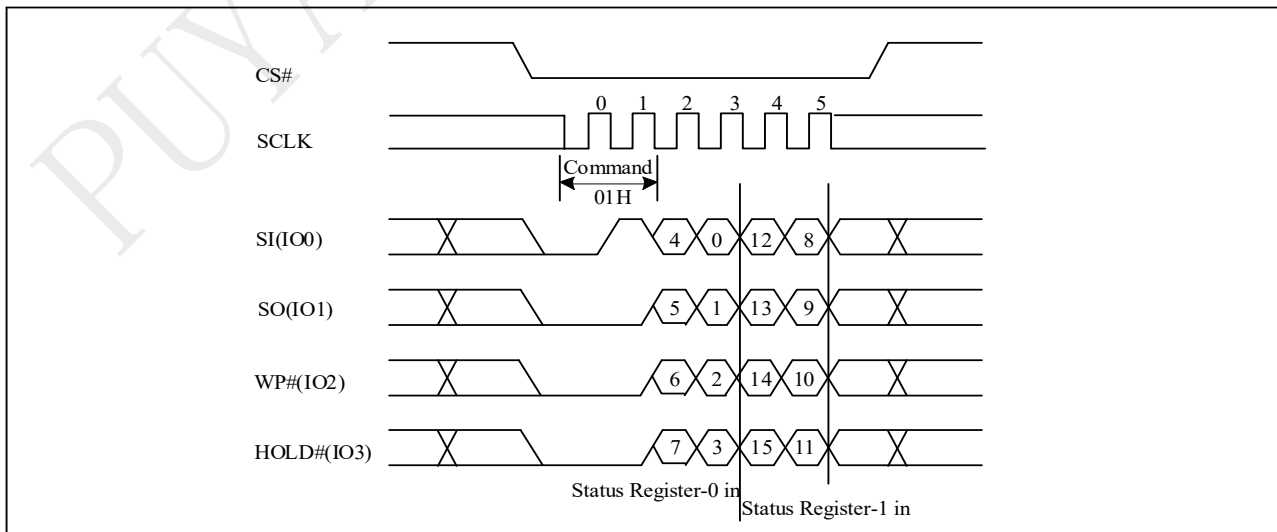 PUYA
CS#
0 1 2 3 4 5
SCLK
Command
01H
SI(IO0) 4 0 12 8
SO(IO1) 5 1 13 9
WP#(IO2) 6 2 14 10
HOLD#(IO3) 7 3 15 11
Status Register-0 in
Status Register-1 in